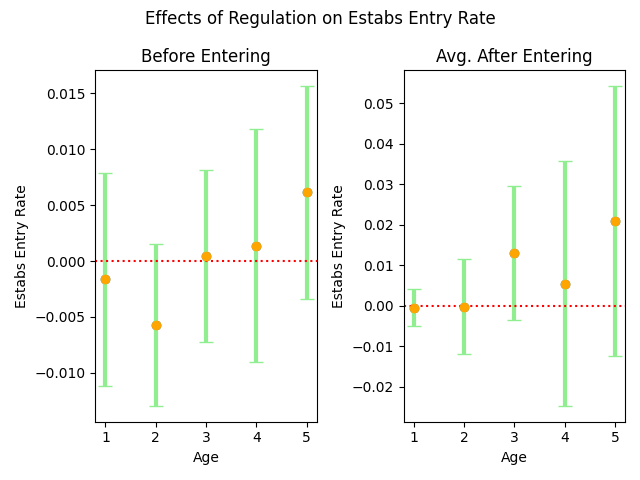 Effects of Regulation on Estabs Entry Rate
Before Entering
Estabs Entry Rate
0.015
0.010
0.005
0.000
−0.005
−0.010
1 2 3 4 5
Age
Avg. After Entering
Estabs Entry Rate
0.05
0.04
0.03
0.02
0.01
0.00
−0.01
−0.02
1 2 3 4 5
Age